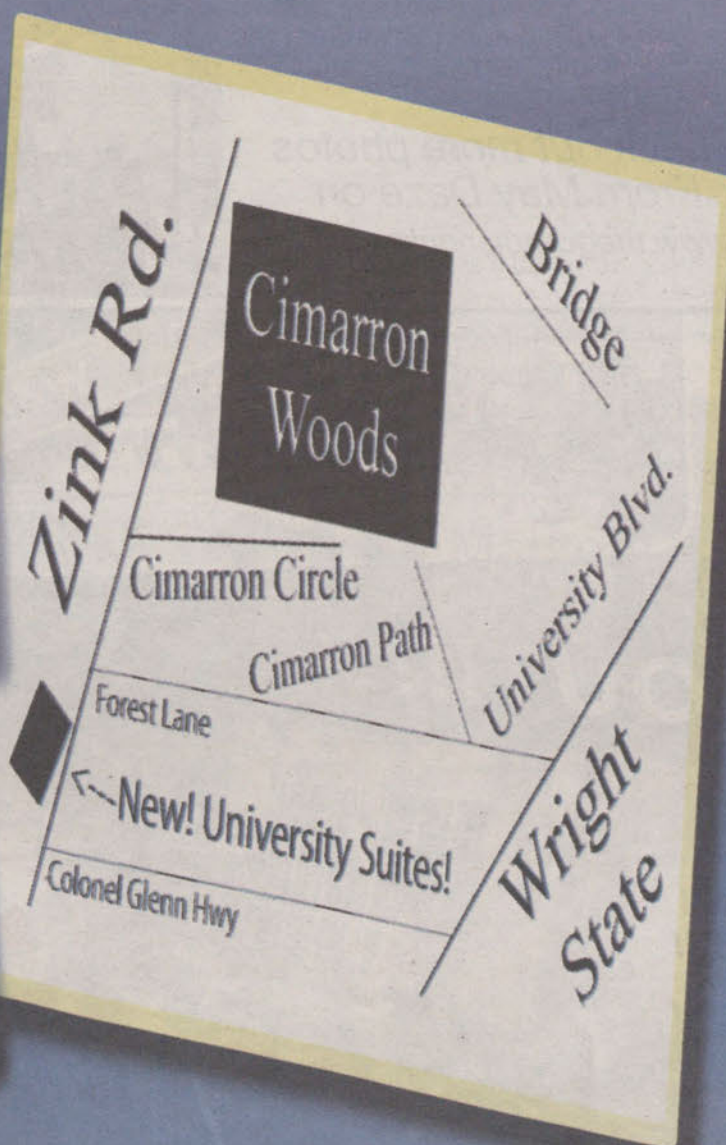 Zink Rd.
Cimarron
Woods
Bridge
Cimarron Circle
Cimarron Path
University Blvd.
Forest Lane
New! University Suites!
Wright
State
Colonel Glenn Hwy